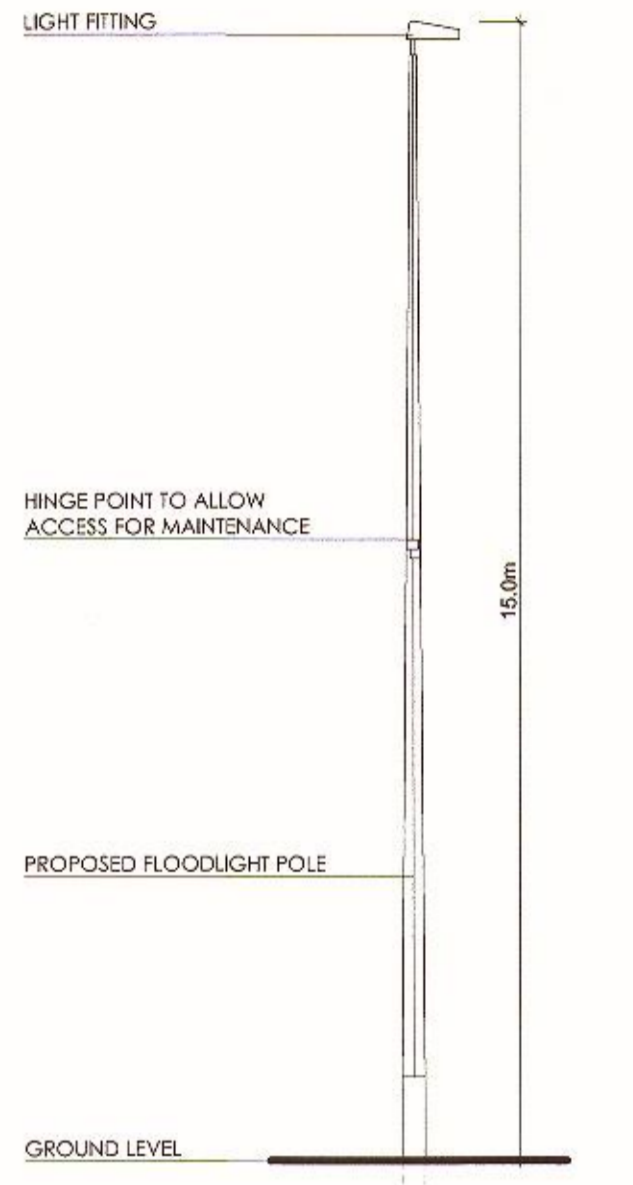 LIGHT FITTING
HINGE POINT TO ALLOW
ACCESS FOR MAINTENANCE
15.0m
PROPOSED FLOODLIGHT POLE
GROUND LEVEL